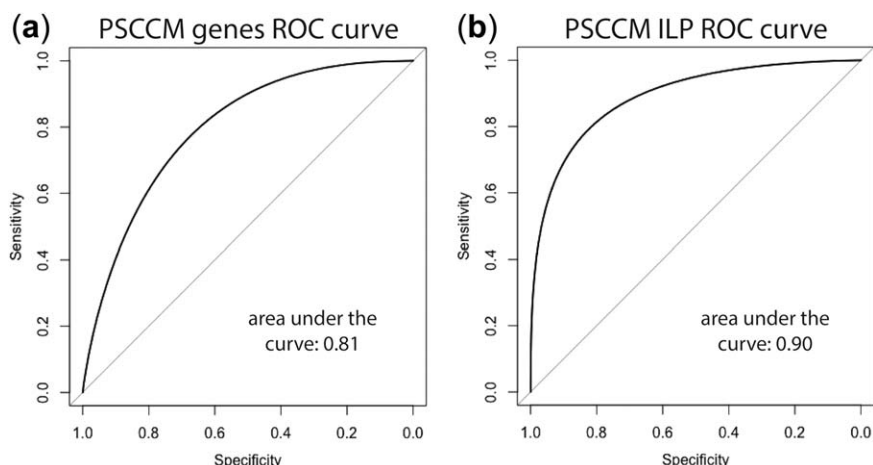 (a) PSCCM genes ROC curve
1.0
0.8
0.6
0.4
0.2
0.0
Sensitivity
area under the
curve: 0.81
1.0 0.8 0.6 0.4 0.2 0.0
Specificity
(b) PSCCM ILP ROC curve
1.0
0.8
0.6
0.4
0.2
0.0
Sensitivity
area under the
curve: 0.90
1.0 0.8 0.6 0.4 0.2 0.0
Specificity